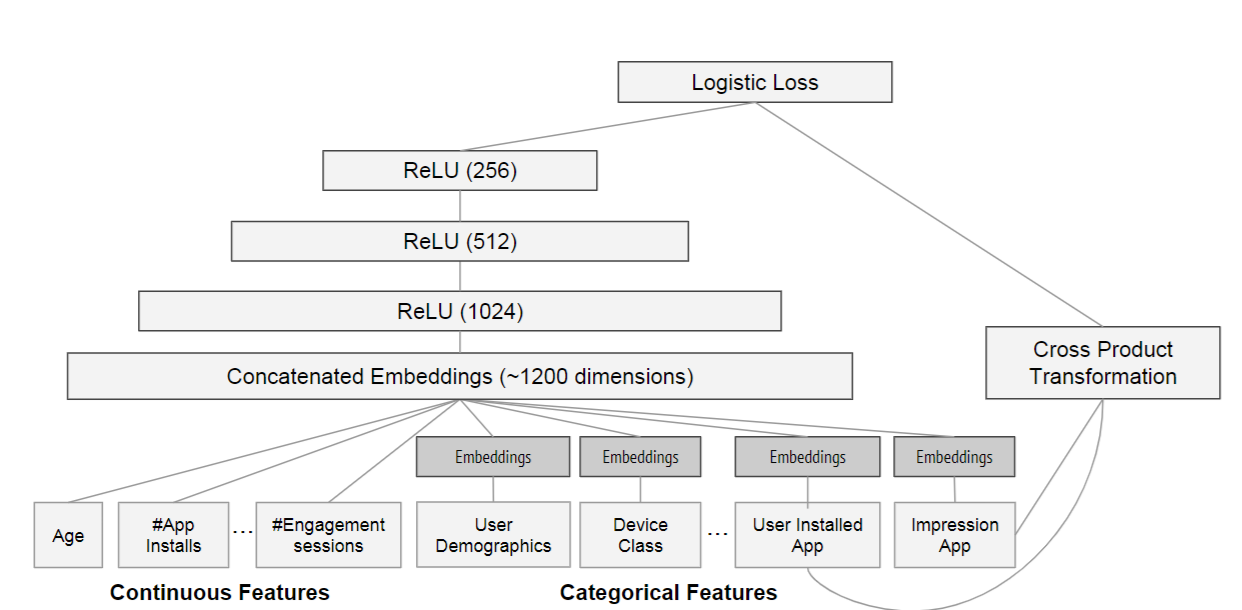 Logistic Loss
ReLU (256)
ReLU (512)
ReLU (1024)
Cross Product
Transformation
Concatenated Embeddings (~1200 dimensions)
Embeddings
Embeddings
Embeddings
Embeddings
Age
#App
Installs
...
#Engagement
sessions
User
Demographics
Device
Class
...
User Installed
App
Impression
App
Continuous Features
Categorical Features